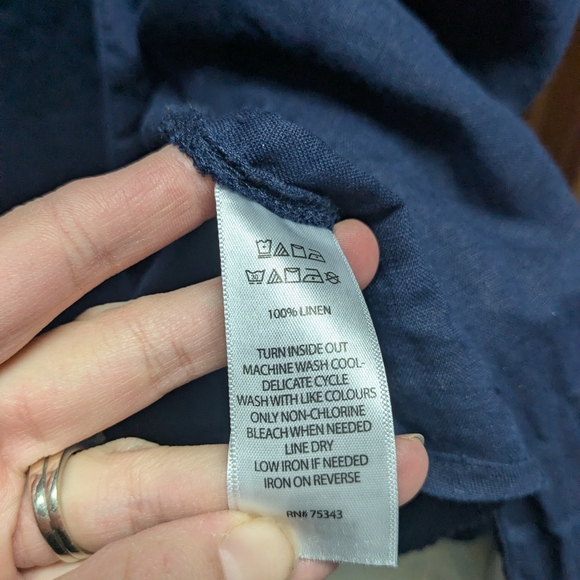 100% LINEN
TURN INSIDE OUT
MACHINE WASH COOL-
DELICATE CYCLE
WASH WITH LIKE COLOURS
ONLY NON-CHLORINE
BLEACH WHEN NEEDED
LINE DRY
LOW IRON IF NEEDED
IRON ON REVERSE
RN# 75343